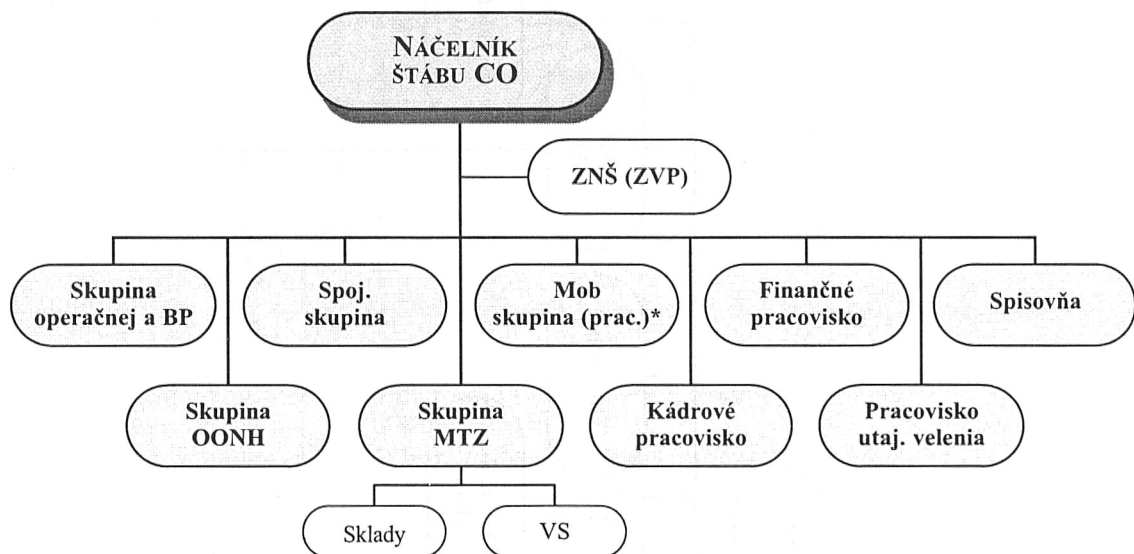 NÁČELNÍK
ŠTÁBU CO
ZNŠ (ZVP)
Skupina
operačnej a BP
Spoj.
skupina
Mob
skupina (prac.)*
Finančné
pracovisko
Spisovňa
Skupina
OONH
Skupina
MTZ
Kádrové
pracovisko
Pracovisko
utaj. velenia
Sklady
VS